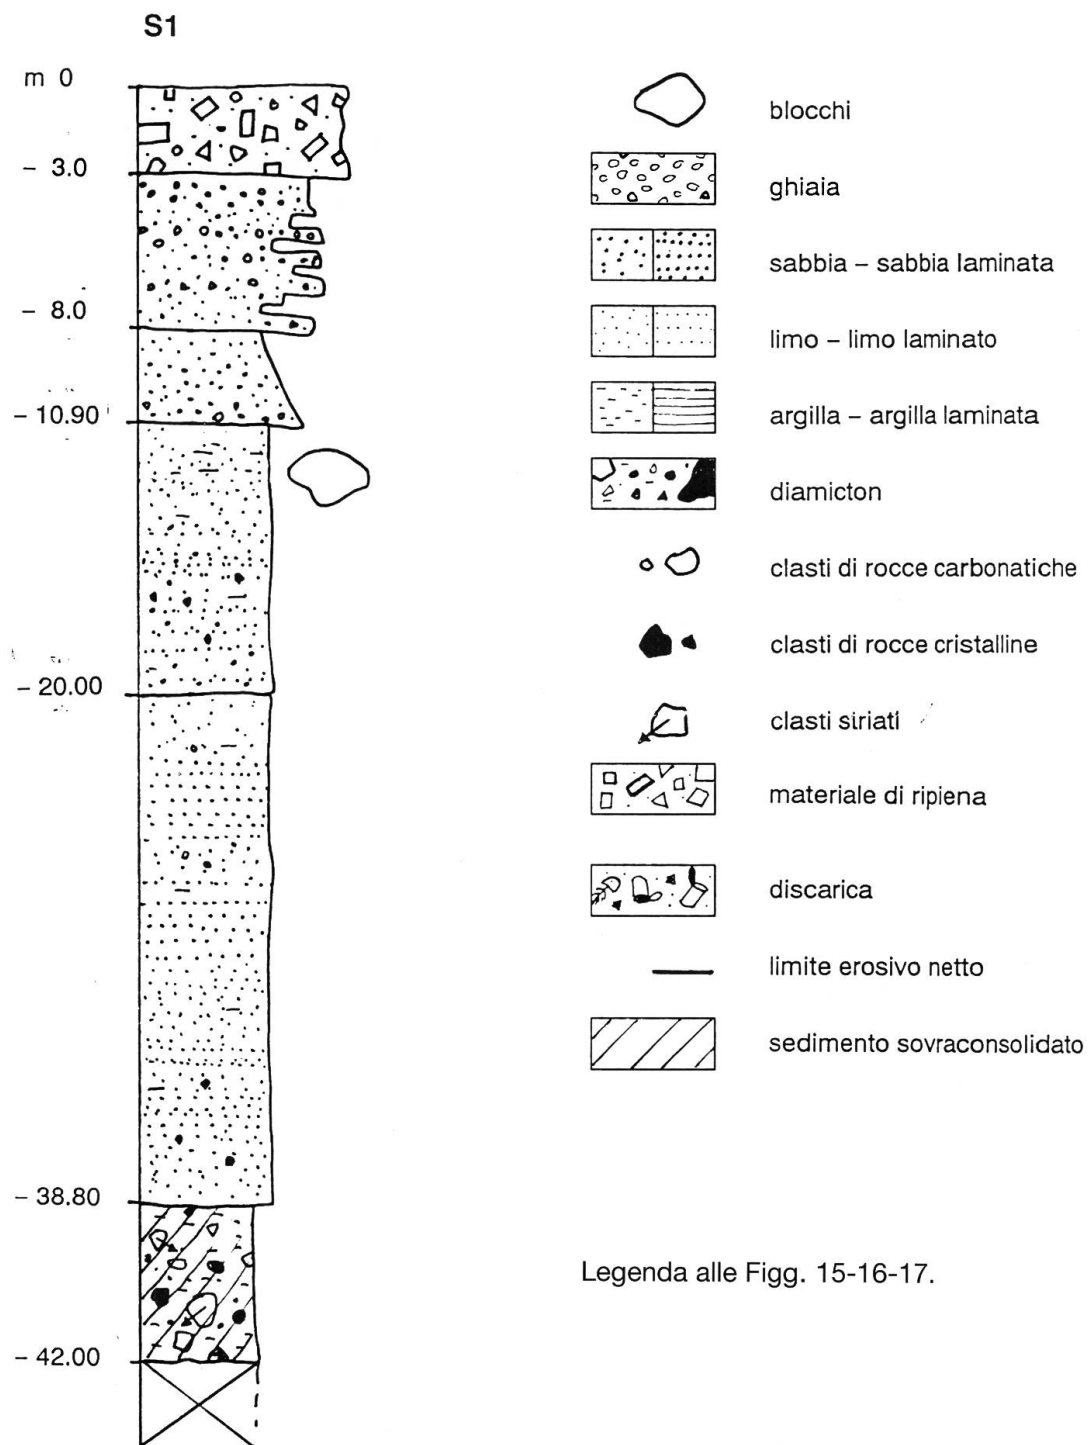 S1
m 0
– 3.0
– 8.0
– 10.90
– 20.00
– 38.80
– 42.00
blocchi
ghiaia
sabbia – sabbia laminata
limo – limo laminato
argilla – argilla laminata
diamicton
clasti di rocce carbonatiche
clasti di rocce cristalline
clasti striati
materiale di ripiena
discarica
limite erosivo netto
sedimento sovraconsolidato
Legenda alle Figg. 15-16-17.